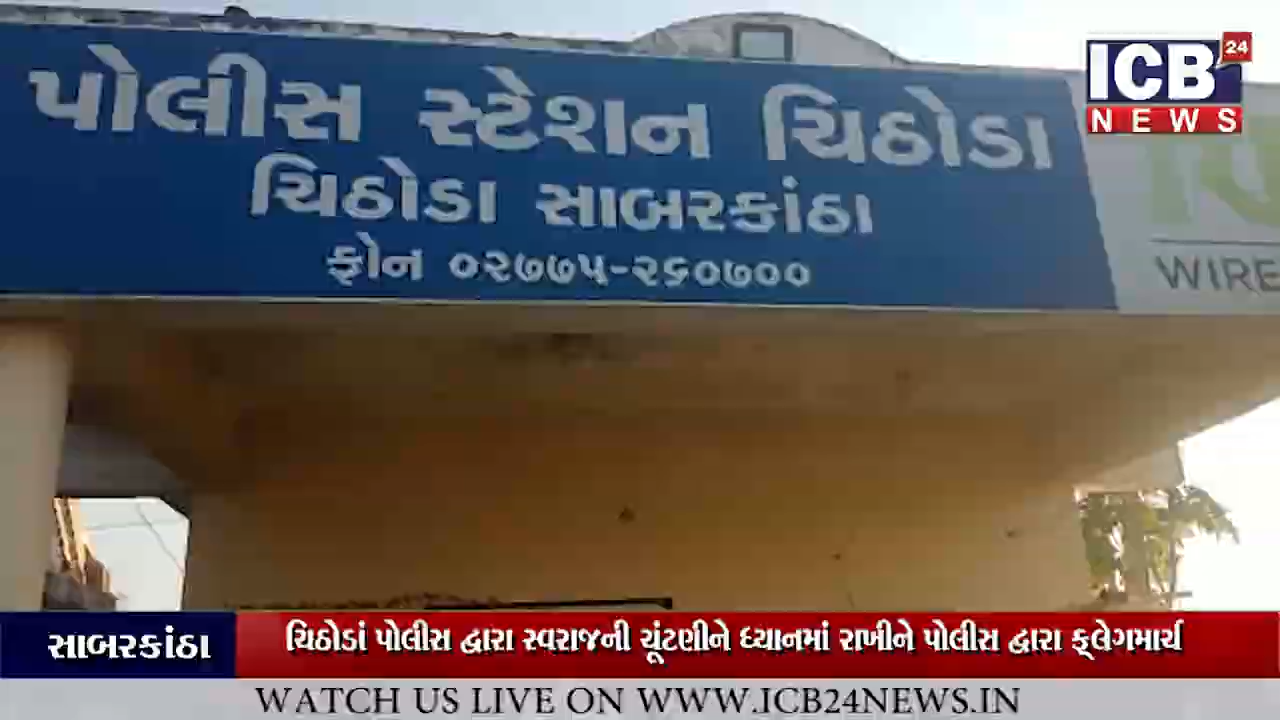 પોલીસ સ્ટેશન ચિઠોડા
ચિઠોડા સાબરકાંઠા
ફોન ૦૨૭૭૫-૨૬૦૭૦૦
ICB 24
NEWS
WIRE
સાબરકાંઠા
ચિઠોડાં પોલીસ દ્વારા સ્વરાજની ચૂંટણીને ધ્યાનમાં રાખીને પોલીસ દ્વારા ફ્લેગમાર્ચ
WATCH US LIVE ON WWW.ICB24NEWS.IN